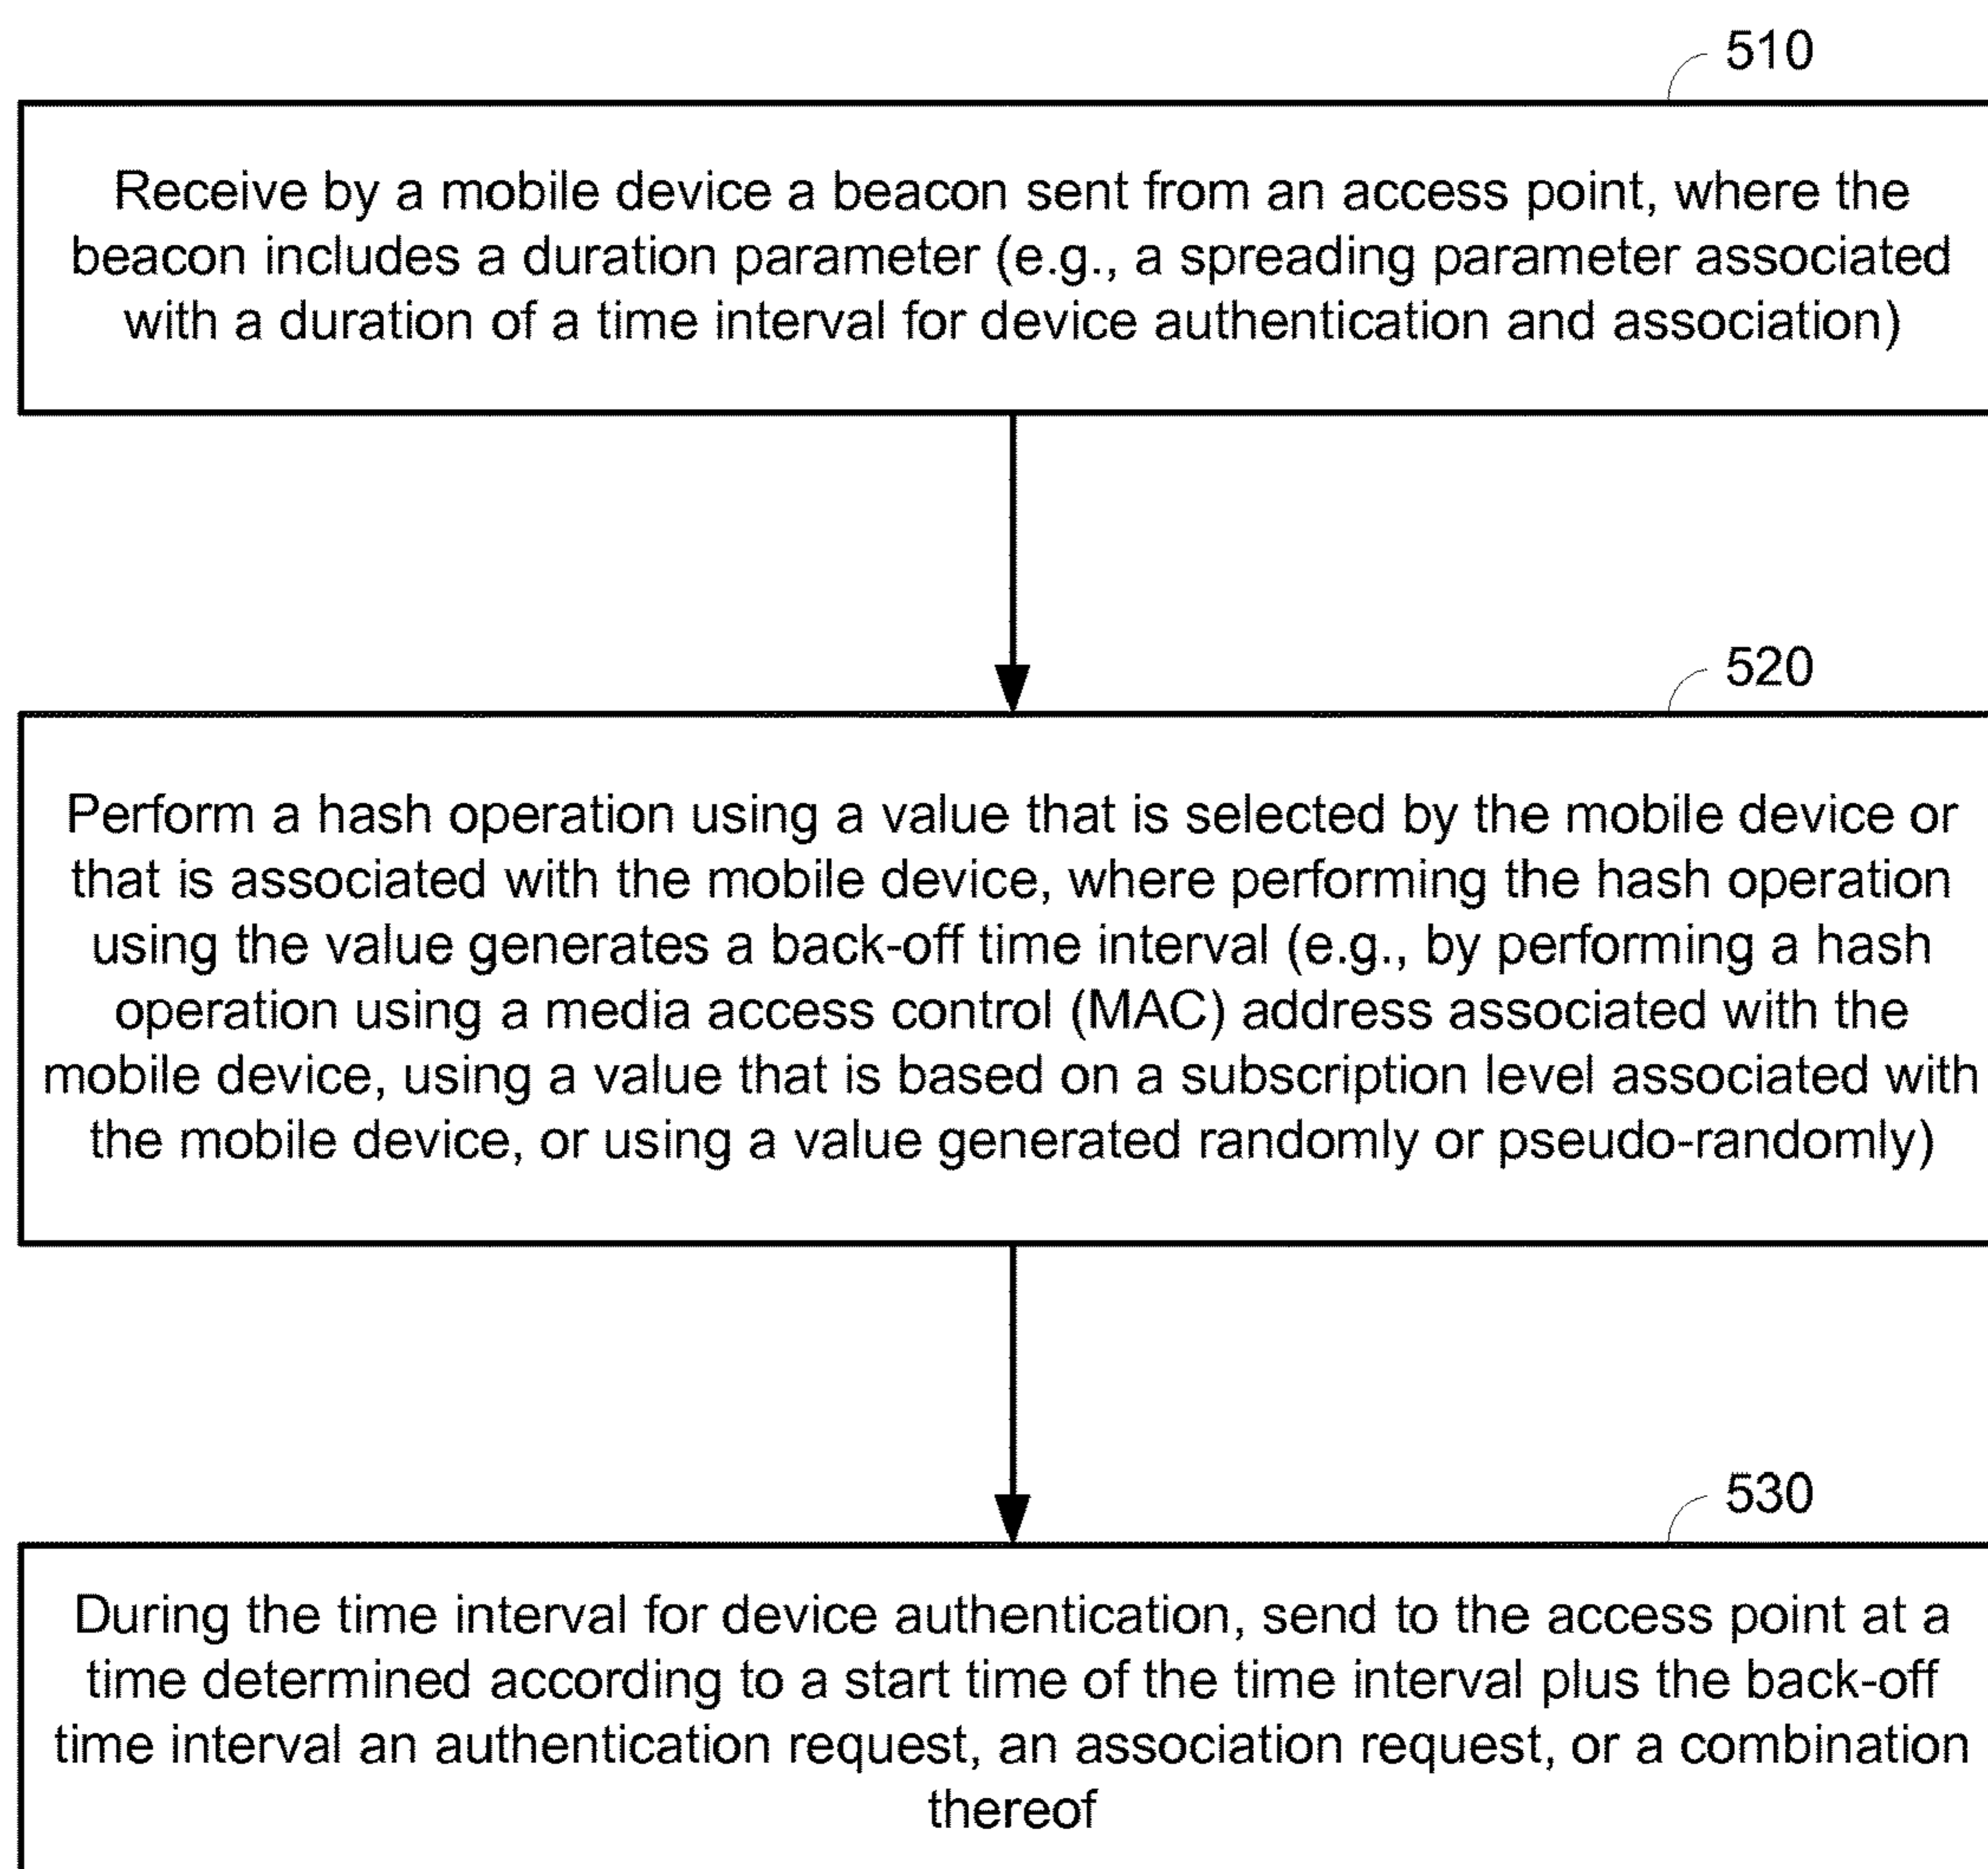 510
Receive by a mobile device a beacon sent from an access point, where the
beacon includes a duration parameter (e.g., a spreading parameter associated
with a duration of a time interval for device authentication and association)
520
Perform a hash operation using a value that is selected by the mobile device or
that is associated with the mobile device, where performing the hash operation
using the value generates a back-off time interval (e.g., by performing a hash
operation using a media access control (MAC) address associated with the
mobile device, using a value that is based on a subscription level associated with
the mobile device, or using a value generated randomly or pseudo-randomly)
530
During the time interval for device authentication, send to the access point at a
time determined according to a start time of the time interval plus the back-off
time interval an authentication request, an association request, or a combination
thereof